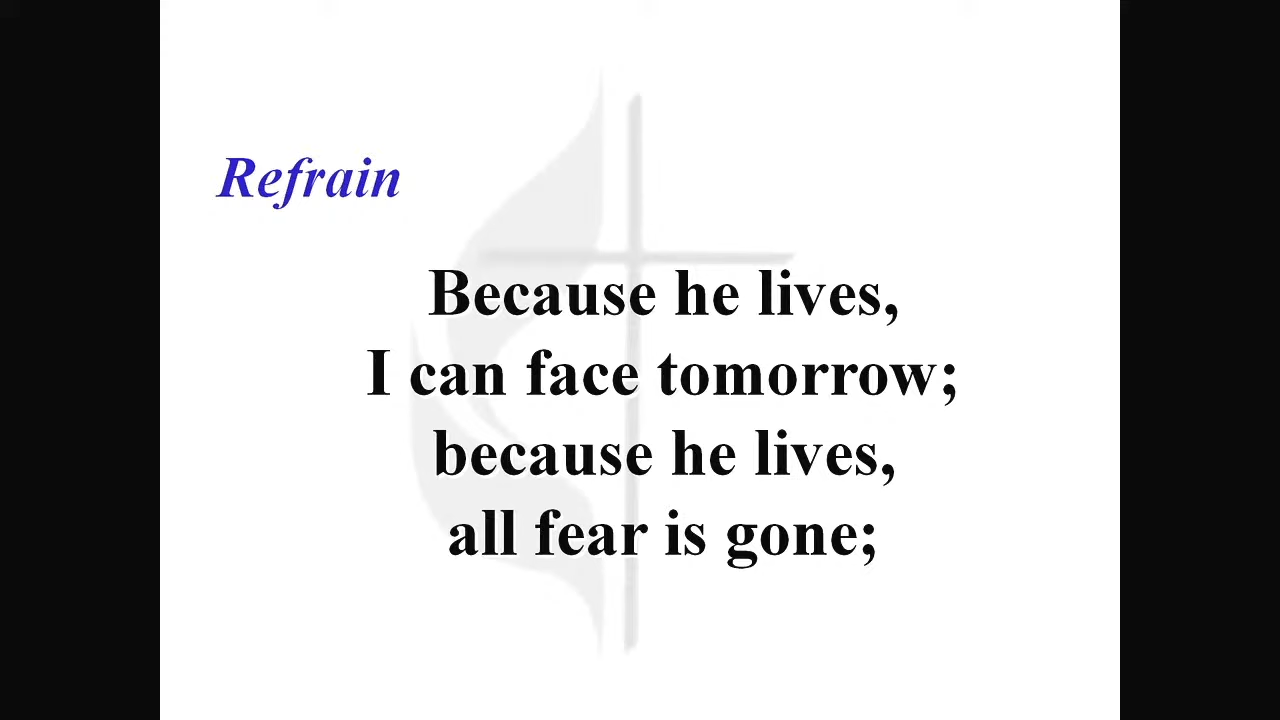 Refrain
Because he lives,
I can face tomorrow;
because he lives,
all fear is gone;